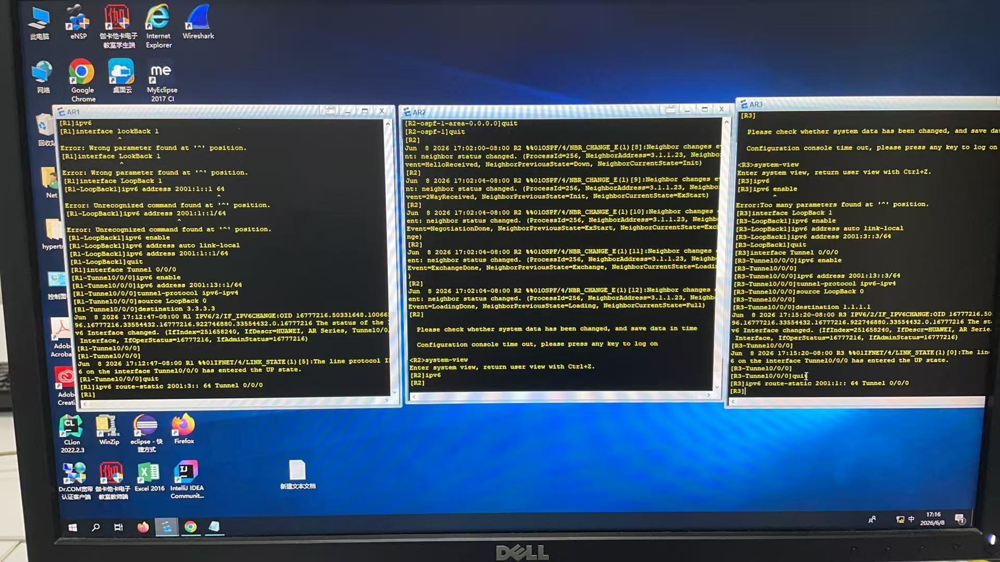 此电脑
eNSP
伽卡他卡电子
教室学生端
Internet
Explorer
Wireshark
网络
Google
Chrome
桌面云
me
MyEclipse
2017 CI
回收站
Net
hypertr
控制面
Adob
Acroba
Adob
Creati
AR1
[R1]ipv6
[R1]interface lookBack 1
^
Error: Wrong parameter found at '^' position.
[R1]interface LookBack 1
^
Error: Wrong parameter found at '^' position.
[R1]interface LoopBack 1
[R1-LoopBack1]ipv6 address 2001:1::1 64
^
Error: Unrecognized command found at '^' position.
[R1-LoopBack1]ipv6 address 2001:1::1/64
^
Error: Unrecognized command found at '^' position.
[R1-LoopBack1]ipv6 enable
[R1-LoopBack1]ipv6 address auto link-local
[R1-LoopBack1]ipv6 address 2001:1::1/64
[R1-LoopBack1]quit
[R1]interface Tunnel 0/0/0
[R1-Tunnel0/0/0]ipv6 enable
[R1-Tunnel0/0/0]ipv6 address 2001:13::1/64
[R1-Tunnel0/0/0]tunnel-protocol ipv6-ipv4
[R1-Tunnel0/0/0]source LoopBack 0
[R1-Tunnel0/0/0]destination 3.3.3.3
Jun  8 2026 17:12:47-08:00 R1 IPV6/2/IF_IPV6CHANGE:OID 16777216.50331648.10066
96.16777216.33554432.16777216.922746880.33554432.0.16777216 The status of the
v6 Interface changed. (IfIndex=251658240, IfDescr=HUAWEI, AR Series, Tunnel0/0
Interface, IfOperStatus=16777216, IfAdminStatus=16777216)
[R1-Tunnel0/0/0]
[R1-Tunnel0/0/0]
Jun  8 2026 17:12:47-08:00 R1 %%01IFNET/4/LINK_STATE(1)[5]:The line protocol I
6 on the interface Tunnel0/0/0 has entered the UP state.
[R1-Tunnel0/0/0]quit
[R1]ipv6 route-static 2001:3:: 64 Tunnel 0/0/0
[R1]
AR2
[R2-ospf-1-area-0.0.0.0]quit
[R2-ospf-1]quit
[R2]
Jun  8 2026 17:02:00-08:00 R2 %%01OSPF/4/NBR_CHANGE_E(1)[8]:Neighbor changes e
nt: neighbor status changed. (ProcessId=256, NeighborAddress=3.1.1.23, Neighbo
vent=HelloReceived, NeighborPreviousState=Down, NeighborCurrentState=Init)
[R2]
Jun  8 2026 17:02:04-08:00 R2 %%01OSPF/4/NBR_CHANGE_E(1)[9]:Neighbor changes e
nt: neighbor status changed. (ProcessId=256, NeighborAddress=3.1.1.23, Neighbo
vent=2WayReceived, NeighborPreviousState=Init, NeighborCurrentState=ExStart)
[R2]
Jun  8 2026 17:02:04-08:00 R2 %%01OSPF/4/NBR_CHANGE_E(1)[10]:Neighbor changes
ent: neighbor status changed. (ProcessId=256, NeighborAddress=3.1.1.23, Neighb
Event=NegotiationDone, NeighborPreviousState=ExStart, NeighborCurrentState=Exc
nge)
[R2]
Jun  8 2026 17:02:04-08:00 R2 %%01OSPF/4/NBR_CHANGE_E(1)[11]:Neighbor changes
ent: neighbor status changed. (ProcessId=256, NeighborAddress=3.1.1.23, Neighb
Event=ExchangeDone, NeighborPreviousState=Exchange, NeighborCurrentState=Loadi
)
[R2]
Jun  8 2026 17:02:04-08:00 R2 %%01OSPF/4/NBR_CHANGE_E(1)[12]:Neighbor changes
ent: neighbor status changed. (ProcessId=256, NeighborAddress=3.1.1.23, Neighb
Event=LoadingDone, NeighborPreviousState=Loading, NeighborCurrentState=Full)
[R2]
Please check whether system data has been changed, and save data in time
Configuration console time out, please press any key to log on
<R2>system-view
Enter system view, return user view with Ctrl+Z.
[R2]ipv6
[R2]
AR3
[R3]
Please check whether system data has been changed, and save dat
Configuration console time out, please press any key to log on
<R3>system-view
Enter system view, return user view with Ctrl+Z.
[R3]ipv6
[R3]ipv6 enable
^
Error:Too many parameters found at '^' position.
[R3]interface LoopBack 1
[R3-LoopBack1]ipv6 enable
[R3-LoopBack1]ipv6 address auto link-local
[R3-LoopBack1]ipv6 address 2001:3::3/64
[R3-LoopBack1]quit
[R3]interface Tunnel 0/0/0
[R3-Tunnel0/0/0]ipv6 enable
[R3-Tunnel0/0/0]
[R3-Tunnel0/0/0]ipv6 address 2001:13::3/64
[R3-Tunnel0/0/0]tunnel-protocol ipv6-ipv4
[R3-Tunnel0/0/0]source LoopBack 0
[R3-Tunnel0/0/0]
[R3-Tunnel0/0/0]destination 1.1.1.1
Jun  8 2026 17:15:20-08:00 R3 IPV6/2/IF_IPV6CHANGE:OID 16777216.50
96.16777216.33554432.16777216.922746880.33554432.0.16777216 The st
v6 Interface changed. (IfIndex=251658240, IfDescr=HUAWEI, AR Serie
Interface, IfOperStatus=16777216, IfAdminStatus=16777216)
[R3-Tunnel0/0/0]
Jun  8 2026 17:15:20-08:00 R3 %%01IFNET/4/LINK_STATE(1)[0]:The line
6 on the interface Tunnel0/0/0 has entered the UP state.
[R3-Tunnel0/0/0]
[R3-Tunnel0/0/0]quit
[R3]ipv6 route-static 2001:1:: 64 Tunnel 0/0/0
[R3]
CL
CLion
2022.2.3
WinZip
eclipse - 快
捷方式
Firefox
Dr.COM宽带
认证客户端
伽卡他卡电子
教室教师端
Excel 2016
IntelliJ IDEA
Communit...
新建文本文档
中
17:16
2026/6/8
DELL